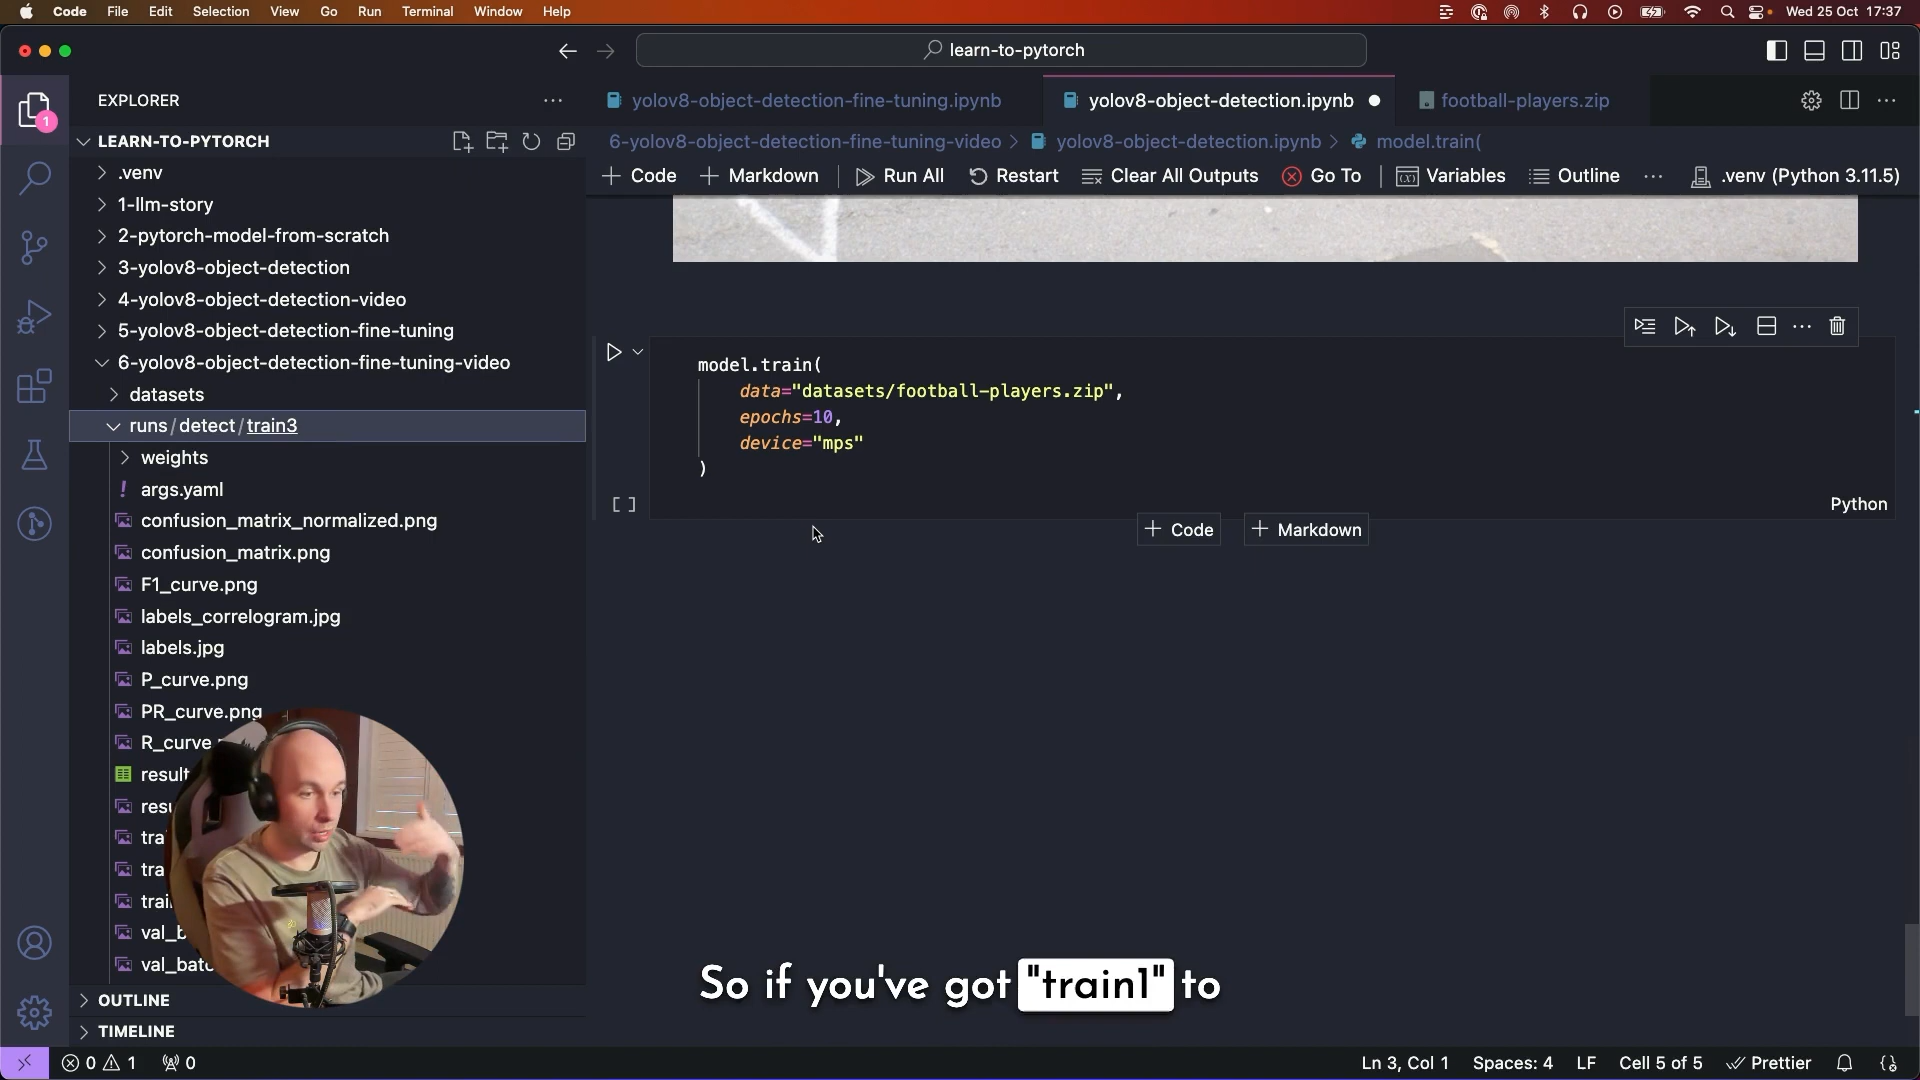 Code File Edit Selection View Go Run Terminal Window Help
Wed 25 Oct 17:37
learn-to-pytorch
EXPLORER
1
LEARN-TO-PYTORCH
.venv
1-llm-story
2-pytorch-model-from-scratch
3-yolov8-object-detection
4-yolov8-object-detection-video
5-yolov8-object-detection-fine-tuning
6-yolov8-object-detection-fine-tuning-video
datasets
runs/detect/train3
weights
! args.yaml
confusion_matrix_normalized.png
confusion_matrix.png
F1_curve.png
labels_correlogram.jpg
labels.jpg
P_curve.png
PR_curve.png
R_curve
result
resu
tra
tra
trai
val_b
val_batc
OUTLINE
TIMELINE
yolov8-object-detection-fine-tuning.ipynb
yolov8-object-detection.ipynb
football-players.zip
6-yolov8-object-detection-fine-tuning-video > yolov8-object-detection.ipynb > model.train(
+ Code + Markdown Run All Restart Clear All Outputs Go To Variables Outline ... .venv (Python 3.11.5)
model.train(
data="datasets/football-players.zip",
epochs=10,
device="mps"
)
[ ]
Python
+ Code + Markdown
So if you've got "train1" to
0 1 0
Ln 3, Col 1 Spaces: 4 LF Cell 5 of 5 Prettier